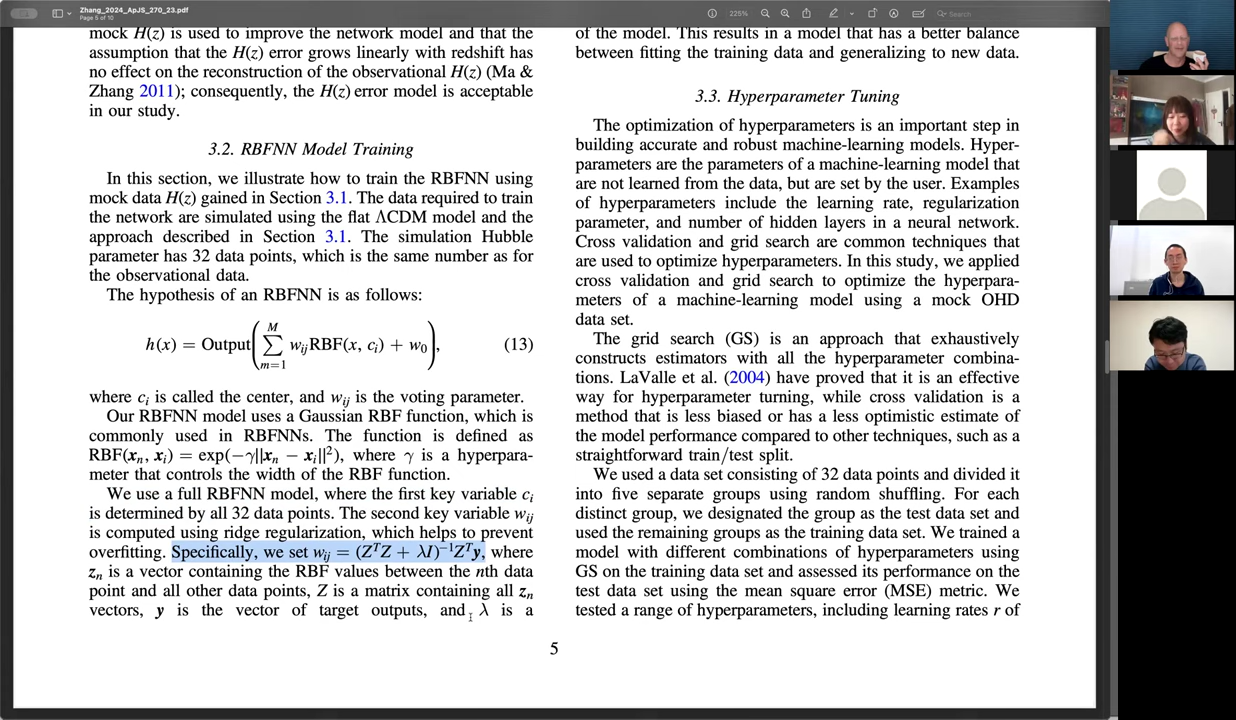 Zhang_2024_ApJS_270_23.pdf
Page 5 of 10
225%
Search
mock H(z) is used to improve the network model and that the
assumption that the H(z) error grows linearly with redshift has
no effect on the reconstruction of the observational H(z) (Ma &
Zhang 2011); consequently, the H(z) error model is acceptable
in our study.
3.2. RBFNN Model Training
In this section, we illustrate how to train the RBFNN using
mock data H(z) gained in Section 3.1. The data required to train
the network are simulated using the flat ΛCDM model and the
approach described in Section 3.1. The simulation Hubble
parameter has 32 data points, which is the same number as for
the observational data.
The hypothesis of an RBFNN is as follows:
h(x) = Output(∑_{m=1}^{M} w_{ij}RBF(x, c_i) + w_0), (13)
where c_i is called the center, and w_{ij} is the voting parameter.
Our RBFNN model uses a Gaussian RBF function, which is
commonly used in RBFNNs. The function is defined as
RBF(x_n, x_i) = exp(−γ||x_n − x_i||²), where γ is a hyperpara-
meter that controls the width of the RBF function.
We use a full RBFNN model, where the first key variable c_i
is determined by all 32 data points. The second key variable w_{ij}
is computed using ridge regularization, which helps to prevent
overfitting. Specifically, we set w_{ij} = (Z^TZ + λI)^{−1}Z^Ty, where
z_n is a vector containing the RBF values between the nth data
point and all other data points, Z is a matrix containing all z_n
vectors, y is the vector of target outputs, and λ is a
of the model. This results in a model that has a better balance
between fitting the training data and generalizing to new data.
3.3. Hyperparameter Tuning
The optimization of hyperparameters is an important step in
building accurate and robust machine-learning models. Hyper-
parameters are the parameters of a machine-learning model that
are not learned from the data, but are set by the user. Examples
of hyperparameters include the learning rate, regularization
parameter, and number of hidden layers in a neural network.
Cross validation and grid search are common techniques that
are used to optimize hyperparameters. In this study, we applied
cross validation and grid search to optimize the hyperpara-
meters of a machine-learning model using a mock OHD
data set.
The grid search (GS) is an approach that exhaustively
constructs estimators with all the hyperparameter combina-
tions. LaValle et al. (2004) have proved that it is an effective
way for hyperparameter turning, while cross validation is a
method that is less biased or has a less optimistic estimate of
the model performance compared to other techniques, such as a
straightforward train/test split.
We used a data set consisting of 32 data points and divided it
into five separate groups using random shuffling. For each
distinct group, we designated the group as the test data set and
used the remaining groups as the training data set. We trained a
model with different combinations of hyperparameters using
GS on the training data set and assessed its performance on the
test data set using the mean square error (MSE) metric. We
tested a range of hyperparameters, including learning rates r of
5